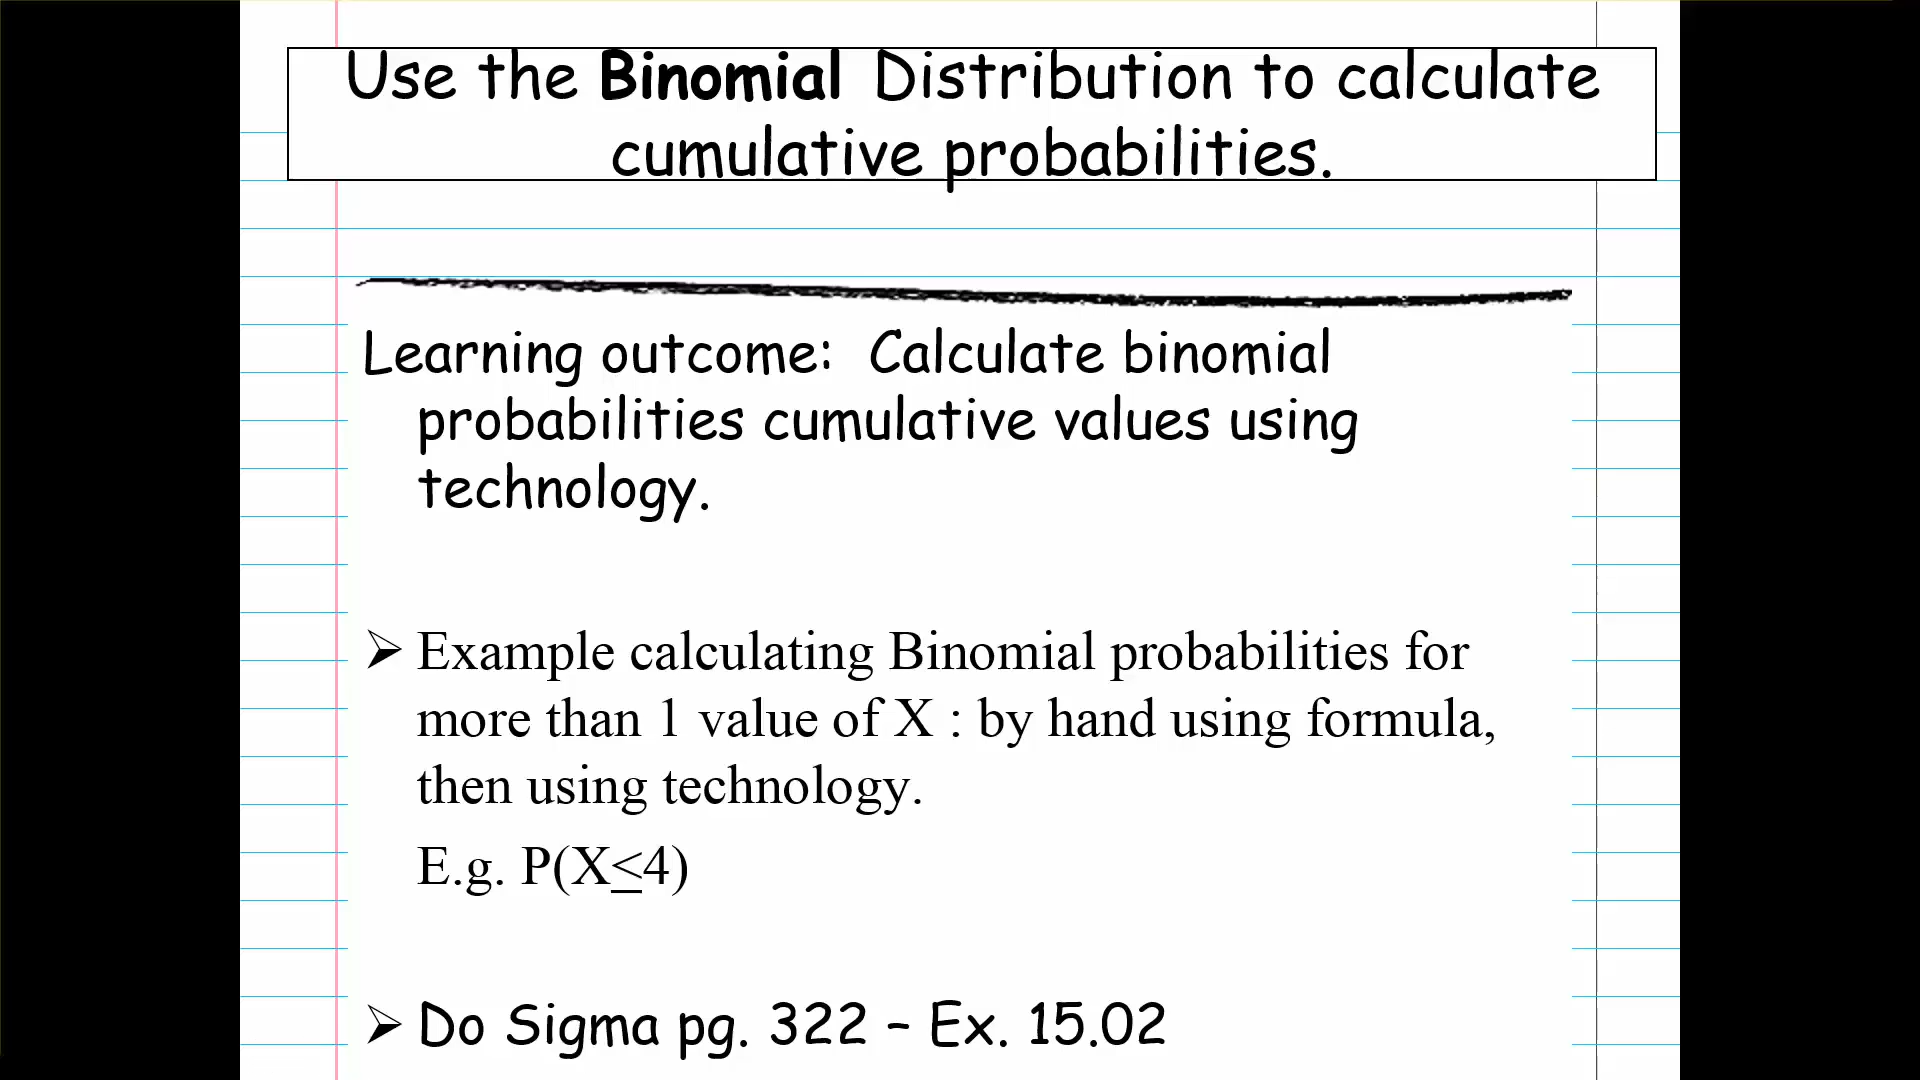 Use the Binomial Distribution to calculate
cumulative probabilities.
Learning outcome: Calculate binomial
probabilities cumulative values using
technology.
➢ Example calculating Binomial probabilities for
more than 1 value of X : by hand using formula,
then using technology.
E.g. P(X≤4)
➢ Do Sigma pg. 322 – Ex. 15.02